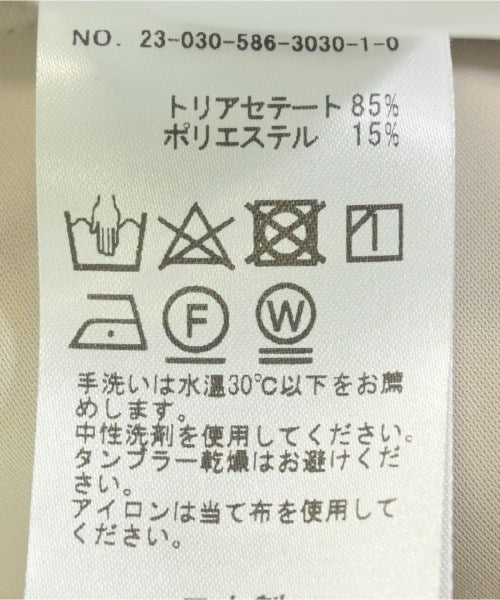 NO. 23-030-586-3030-1-0
トリアセテート 85%
ポリエステル 15%
F W
手洗いは水温30℃以下をお薦
めします。
中性洗剤を使用してください。
タンブラー乾燥はお避けくだ
さい。
アイロンは当て布を使用して
ください。